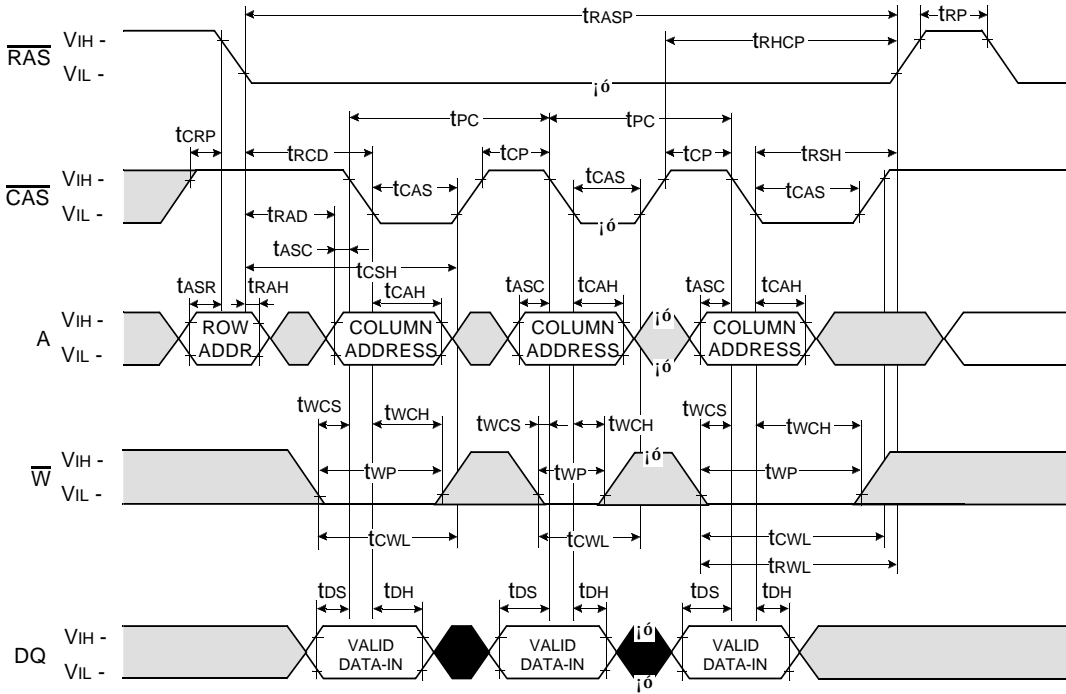 tRASP
tRP
VIH -
RAS
tRHCP
VIL -
¡ó
tPC
tPC
tCRP
tRCD
tCP
tCP
tRSH
VIH -
CAS
tCAS
tCAS
tCAS
VIL -
¡ó
tRAD
tASC
tCSH
tASR
tRAH
tCAH
tASC
tCAH
tASC
tCAH
VIH -
A
VIL -
ROW
ADDR
COLUMN
ADDRESS
COLUMN
ADDRESS
¡ó
¡ó
COLUMN
ADDRESS
tWCS
tWCH
tWCS
tWCH
tWCS
tWCH
VIH -
W
VIL -
tWP
tWP
¡ó
tWP
tCWL
tCWL
tCWL
tRWL
tDS
tDH
tDS
tDH
tDS
tDH
VIH -
DQ
VIL -
VALID
DATA-IN
VALID
DATA-IN
¡ó
¡ó
VALID
DATA-IN